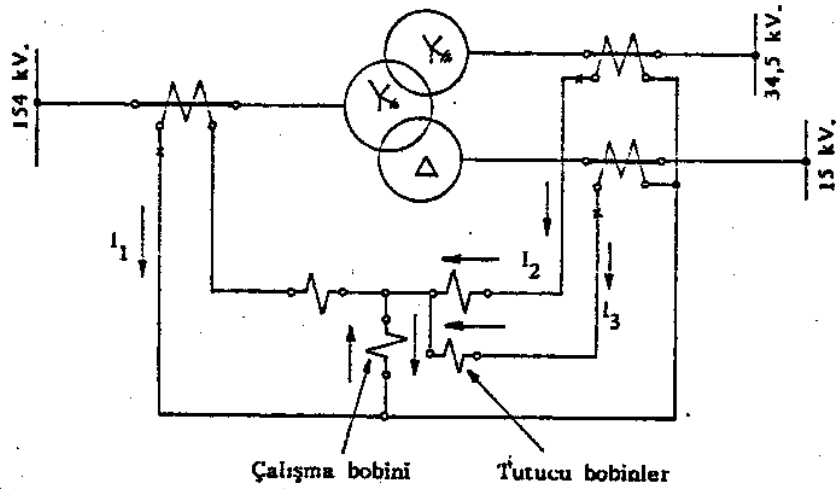 154 kV.
34,5 kV.
15 kV.
Y
Y
Δ
I₁
I₂
I₃
Çalışma bobini
Tutucu bobinler